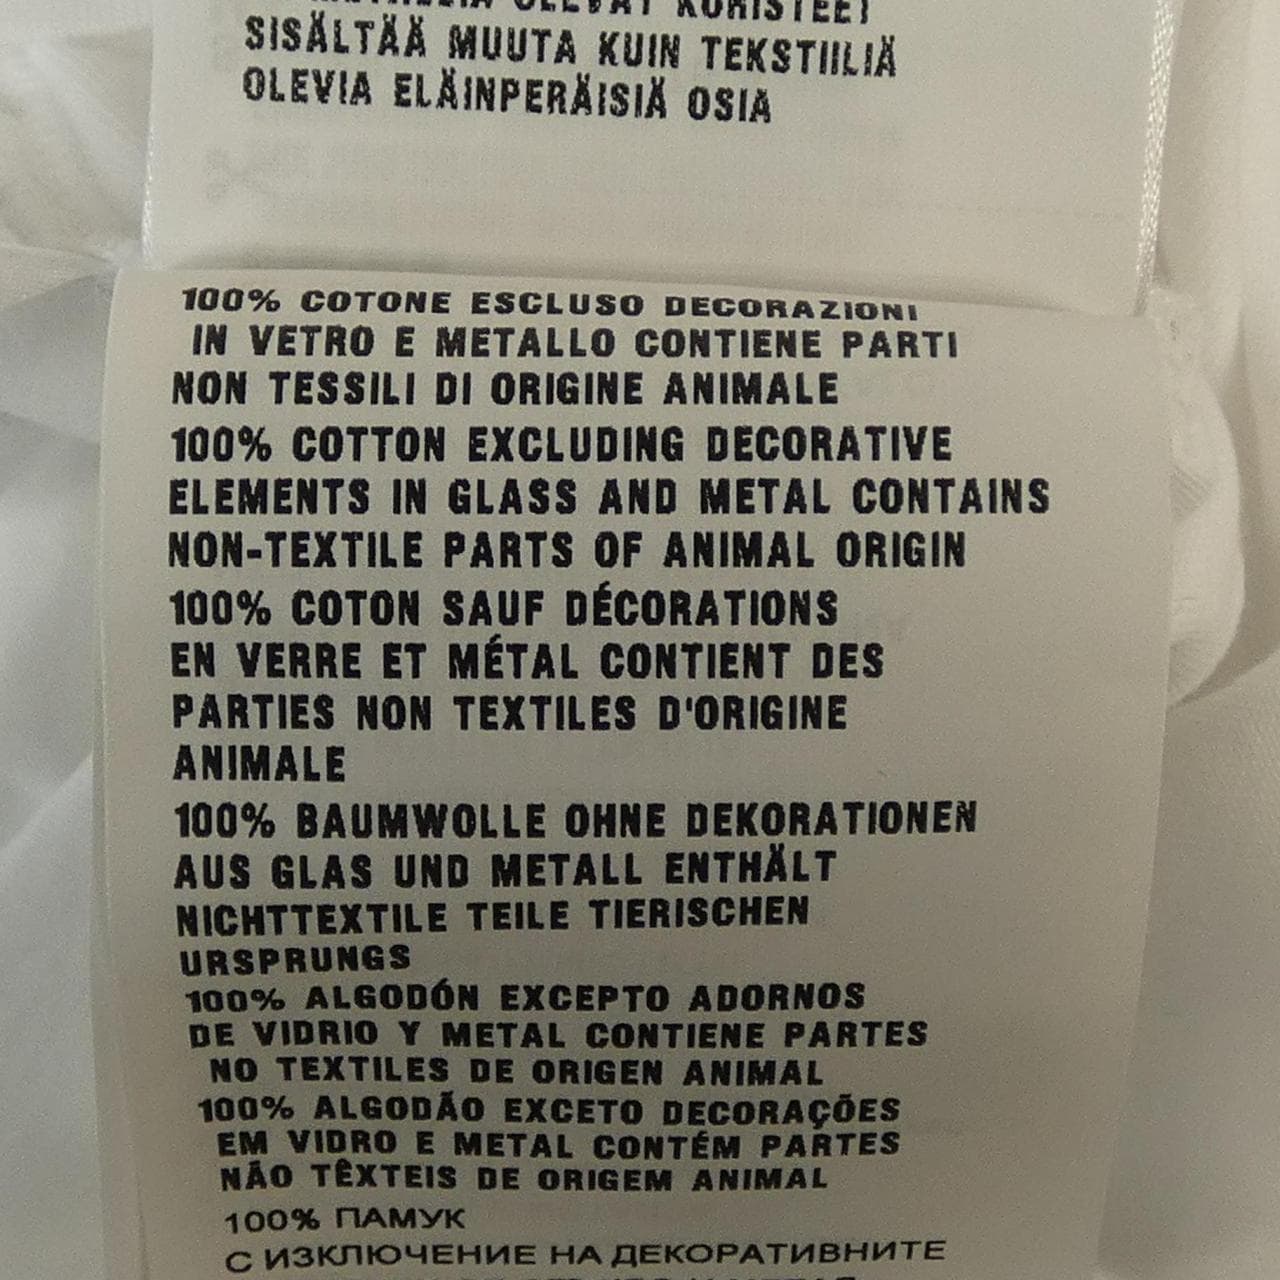 OLEVAT KORISTEET
SISÄLTÄÄ MUUTA KUIN TEKSTIILIÄ
OLEVIA ELÄINPERÄISIÄ OSIA
100% COTONE ESCLUSO DECORAZIONI
IN VETRO E METALLO CONTIENE PARTI
NON TESSILI DI ORIGINE ANIMALE
100% COTTON EXCLUDING DECORATIVE
ELEMENTS IN GLASS AND METAL CONTAINS
NON-TEXTILE PARTS OF ANIMAL ORIGIN
100% COTON SAUF DÉCORATIONS
EN VERRE ET MÉTAL CONTIENT DES
PARTIES NON TEXTILES D'ORIGINE
ANIMALE
100% BAUMWOLLE OHNE DEKORATIONEN
AUS GLAS UND METALL ENTHÄLT
NICHTTEXTILE TEILE TIERISCHEN
URSPRUNGS
100% ALGODÓN EXCEPTO ADORNOS
DE VIDRIO Y METAL CONTIENE PARTES
NO TEXTILES DE ORIGEN ANIMAL
100% ALGODÃO EXCETO DECORAÇÕES
EM VIDRO E METAL CONTÉM PARTES
NÃO TÊXTEIS DE ORIGEM ANIMAL
100% ПАМУК
С ИЗКЛЮЧЕНИЕ НА ДЕКОРАТИВНИТЕ